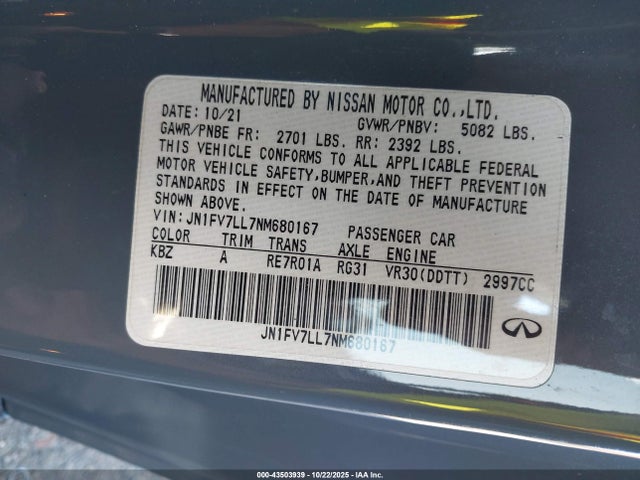 MANUFACTURED BY NISSAN MOTOR CO.,LTD.
DATE: 10/21 GVWR/PNBV: 5082 LBS.
GAWR/PNBE FR: 2701 LBS. RR: 2392 LBS.
THIS VEHICLE CONFORMS TO ALL APPLICABLE FEDERAL
MOTOR VEHICLE SAFETY,BUMPER,AND THEFT PREVENTION
STANDARDS IN EFFECT ON THE DATE OF MANUFACTURE
SHOWN ABOVE.
VIN: JN1FV7LL7NM680167 PASSENGER CAR
COLOR TRIM TRANS AXLE ENGINE
KBZ A RE7R01A RG31 VR30(DDTT) 2997CC
JN1FV7LL7NM680167
000-43503939 - 10/22/2025 - IAA Corp.